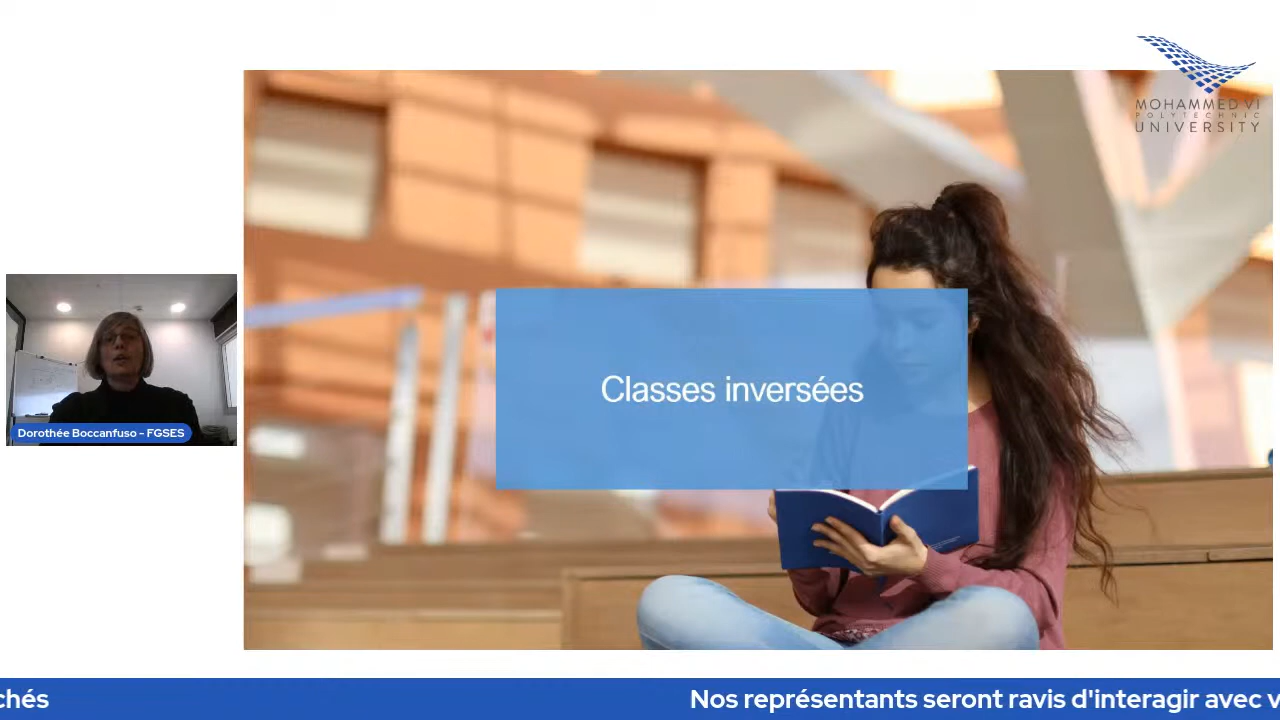 MOHAMMED VI
POLYTECHNIC
UNIVERSITY
Classes inversées
Dorothée Boccanfuso - FGSES
chés
Nos représentants seront ravis d'interagir avec v